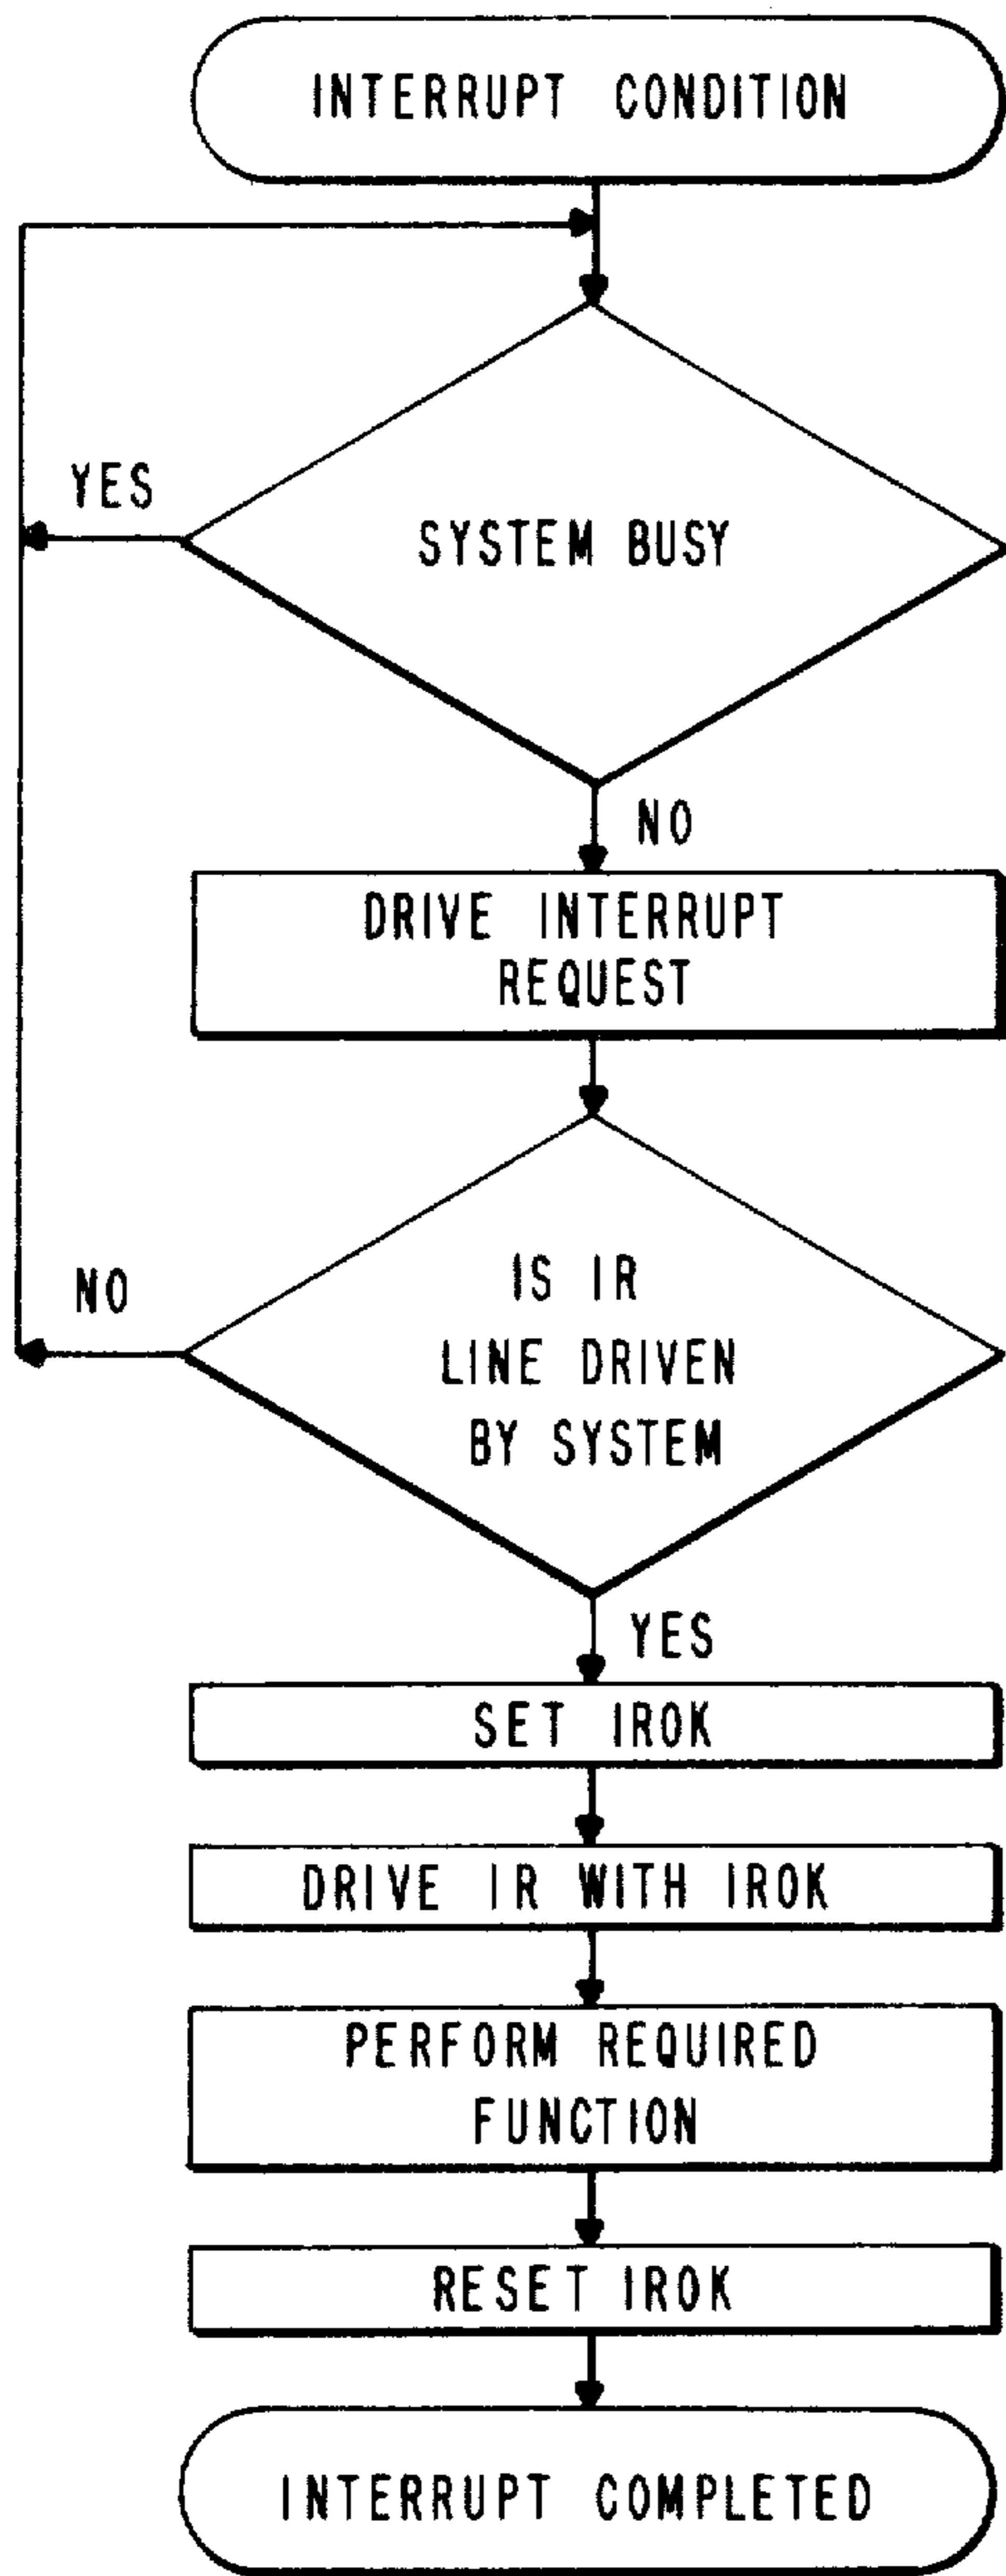 INTERRUPT CONDITION
YES
SYSTEM BUSY
NO
DRIVE INTERRUPT
REQUEST
IS IR
NO
LINE DRIVEN
BY SYSTEM
YES
SET IROK
DRIVE IR WITH IROK
PERFORM REQUIRED
FUNCTION
RESET IROK
INTERRUPT COMPLETED